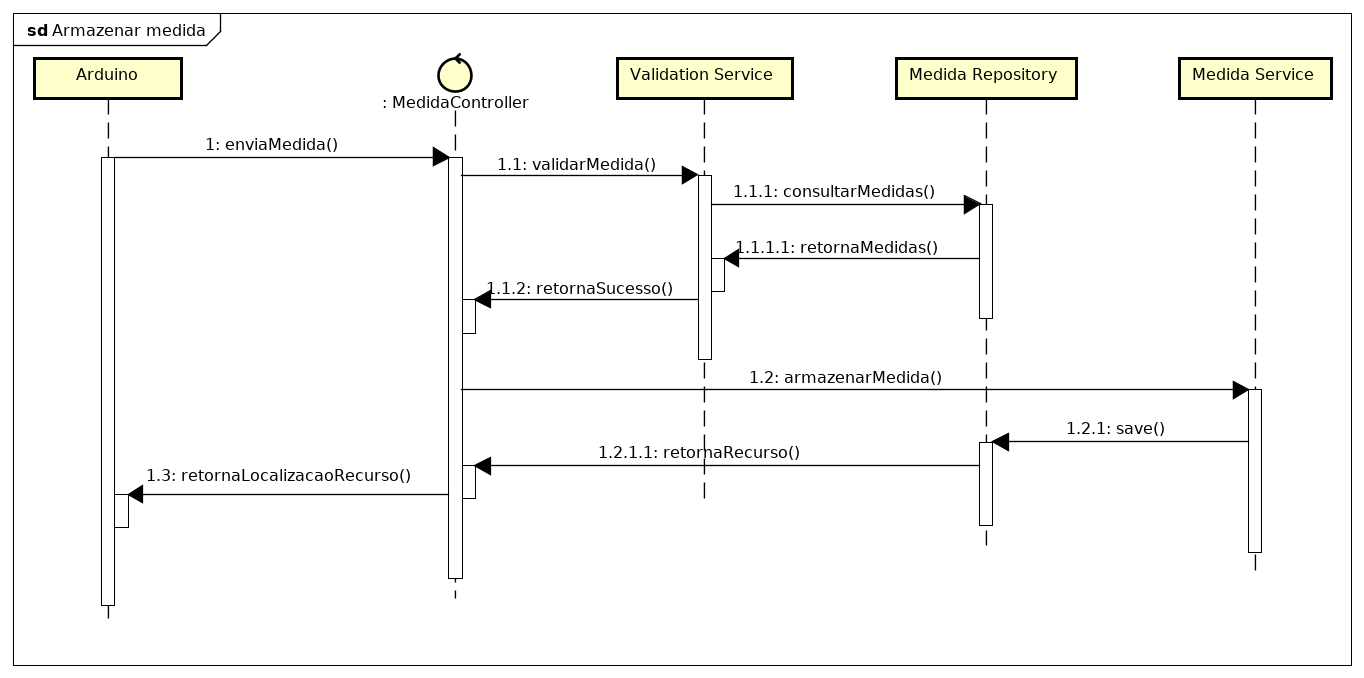 sd Armazenar medida
Arduino
: MedidaController
Validation Service
Medida Repository
Medida Service
1: enviaMedida()
1.1: validarMedida()
1.1.1: consultarMedidas()
1.1.1.1: retornaMedidas()
1.1.2: retornaSucesso()
1.2: armazenarMedida()
1.2.1: save()
1.2.1.1: retornaRecurso()
1.3: retornaLocalizacaoRecurso()